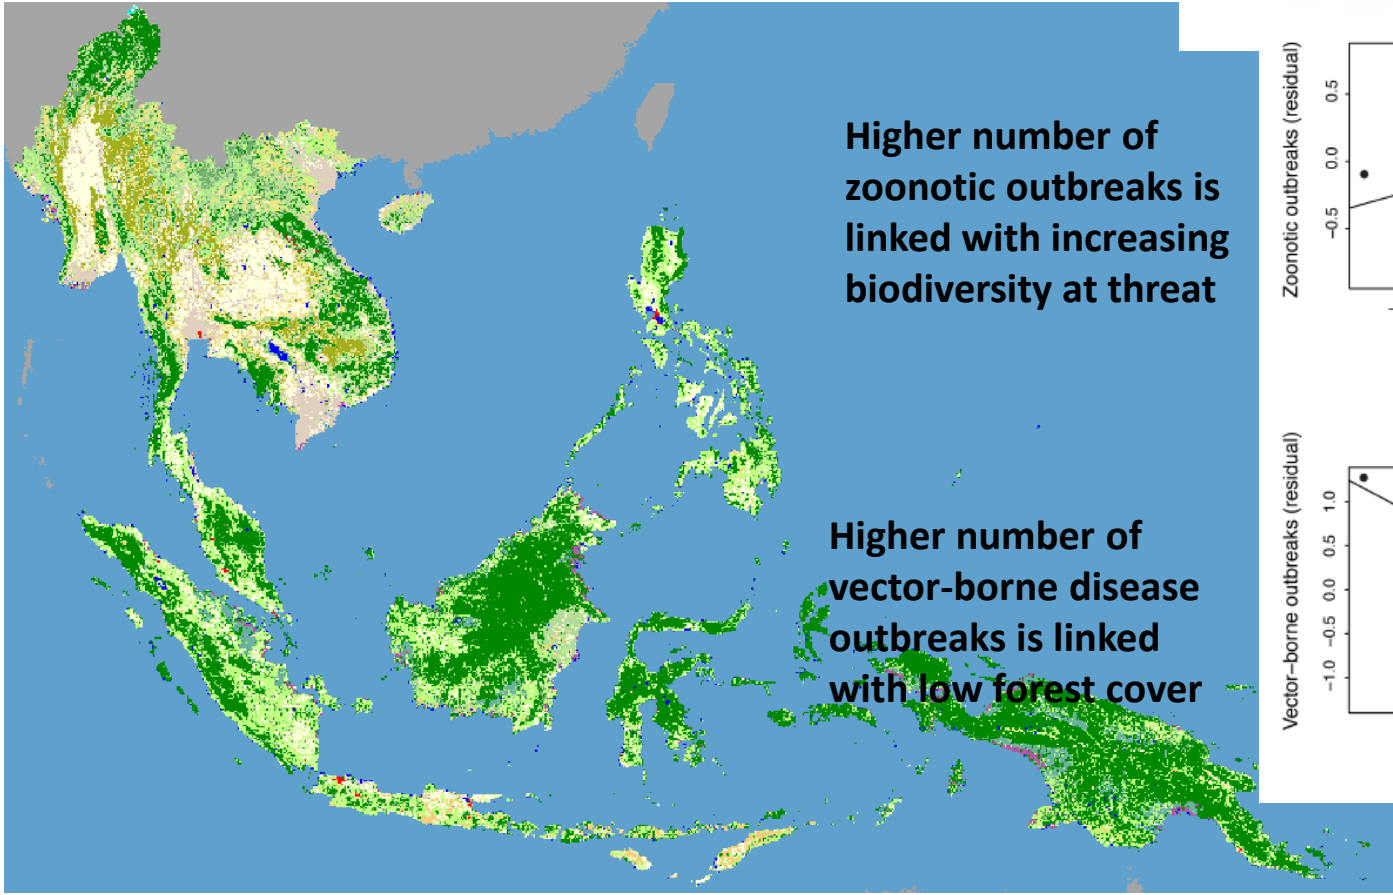 Higher number of
zoonotic outbreaks is
linked with increasing
biodiversity at threat
Zoonotic outbreaks (residual)
0.5
0.0
−0.5
Higher number of
vector-borne disease
outbreaks is linked
with low forest cover
Vector−borne outbreaks (residual)
1.0
0.5
0.0
−0.5
−1.0